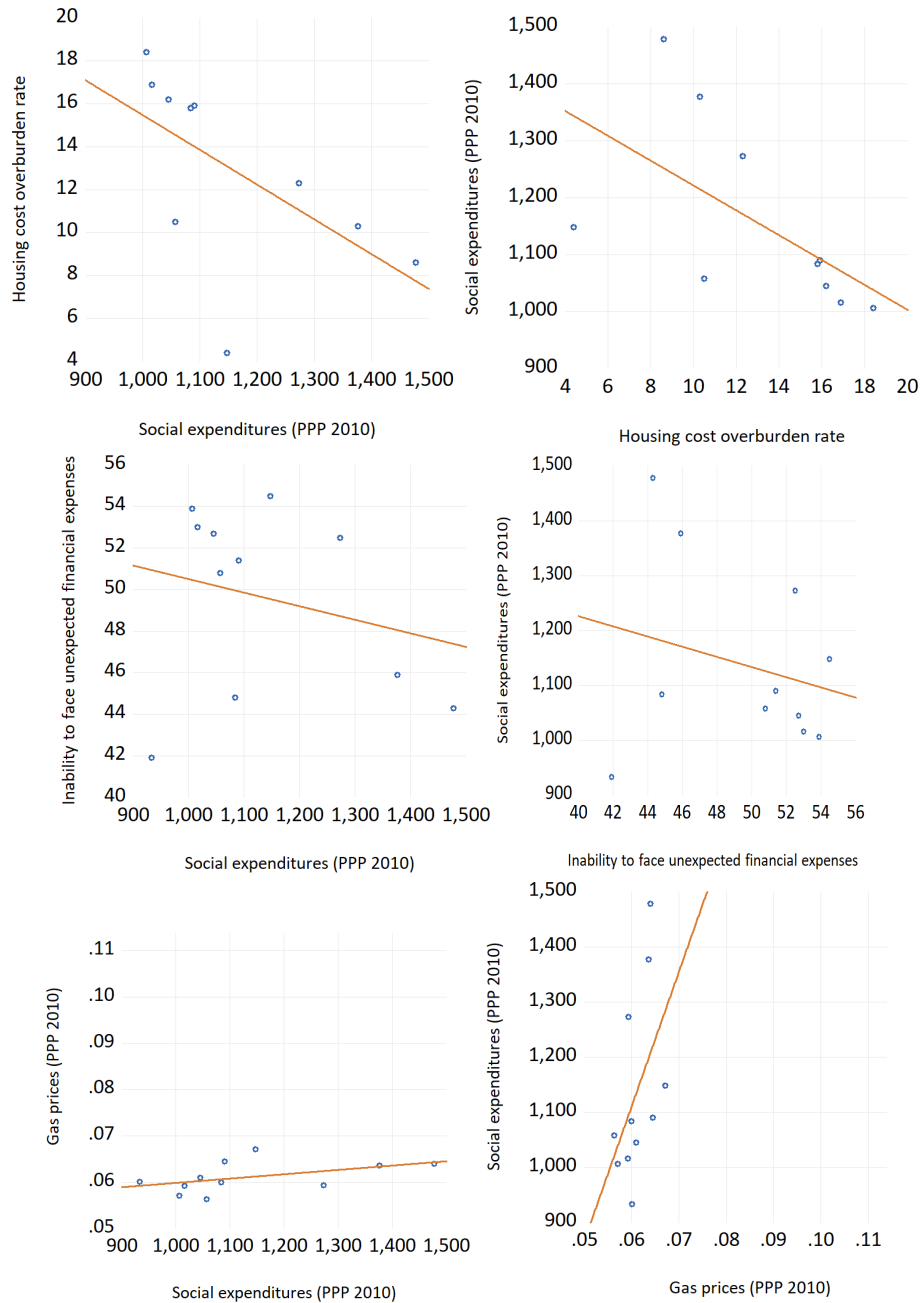 20
18
16
14
12
10
8
6
4
Housing cost overburden rate
900 1,000 1,100 1,200 1,300 1,400 1,500
Social expenditures (PPP 2010)
1,500
1,400
1,300
1,200
1,100
1,000
900
Social expenditures (PPP 2010)
4 6 8 10 12 14 16 18 20
Housing cost overburden rate
56
54
52
50
48
46
44
42
40
Inability to face unexpected financial expenses
900 1,000 1,100 1,200 1,300 1,400 1,500
Social expenditures (PPP 2010)
1,500
1,400
1,300
1,200
1,100
1,000
900
Social expenditures (PPP 2010)
40 42 44 46 48 50 52 54 56
Inability to face unexpected financial expenses
.11
.10
.09
.08
.07
.06
.05
Gas prices (PPP 2010)
900 1,000 1,100 1,200 1,300 1,400 1,500
Social expenditures (PPP 2010)
1,500
1,400
1,300
1,200
1,100
1,000
900
Social expenditures (PPP 2010)
.05 .06 .07 .08 .09 .10 .11
Gas prices (PPP 2010)